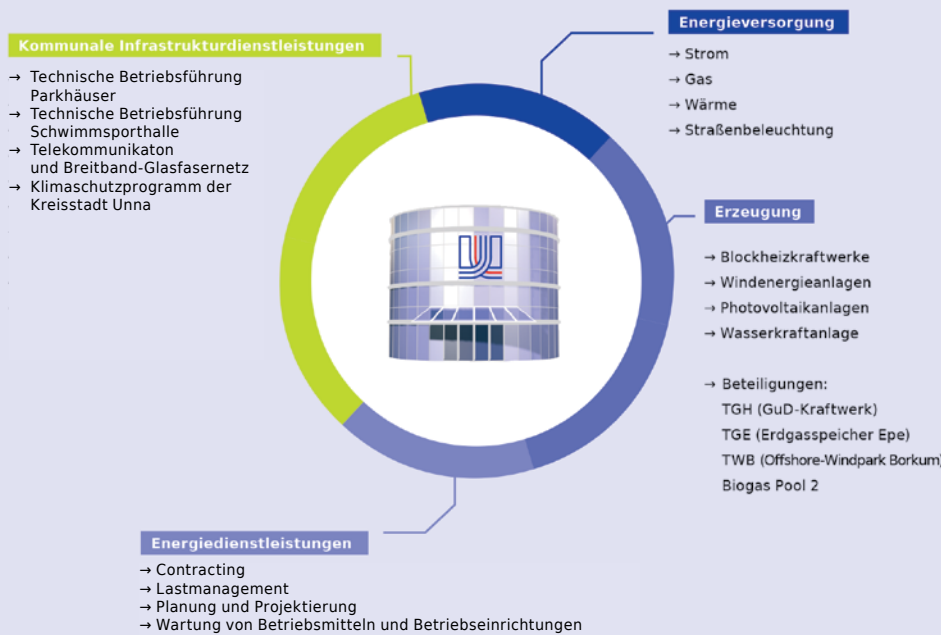 Kommunale Infrastrukturdienstleistungen
→ Technische Betriebsführung
Parkhäuser
→ Technische Betriebsführung
Schwimmsporthalle
→ Telekommunikaton
und Breitband-Glasfasernetz
→ Klimaschutzprogramm der
Kreisstadt Unna
Energieversorgung
→ Strom
→ Gas
→ Wärme
→ Straßenbeleuchtung
Erzeugung
→ Blockheizkraftwerke
→ Windenergieanlagen
→ Photovoltaikanlagen
→ Wasserkraftanlage
→ Beteiligungen:
TGH (GuD-Kraftwerk)
TGE (Erdgasspeicher Epe)
TWB (Offshore-Windpark Borkum)
Biogas Pool 2
Energiedienstleistungen
→ Contracting
→ Lastmanagement
→ Planung und Projektierung
→ Wartung von Betriebsmitteln und Betriebseinrichtungen